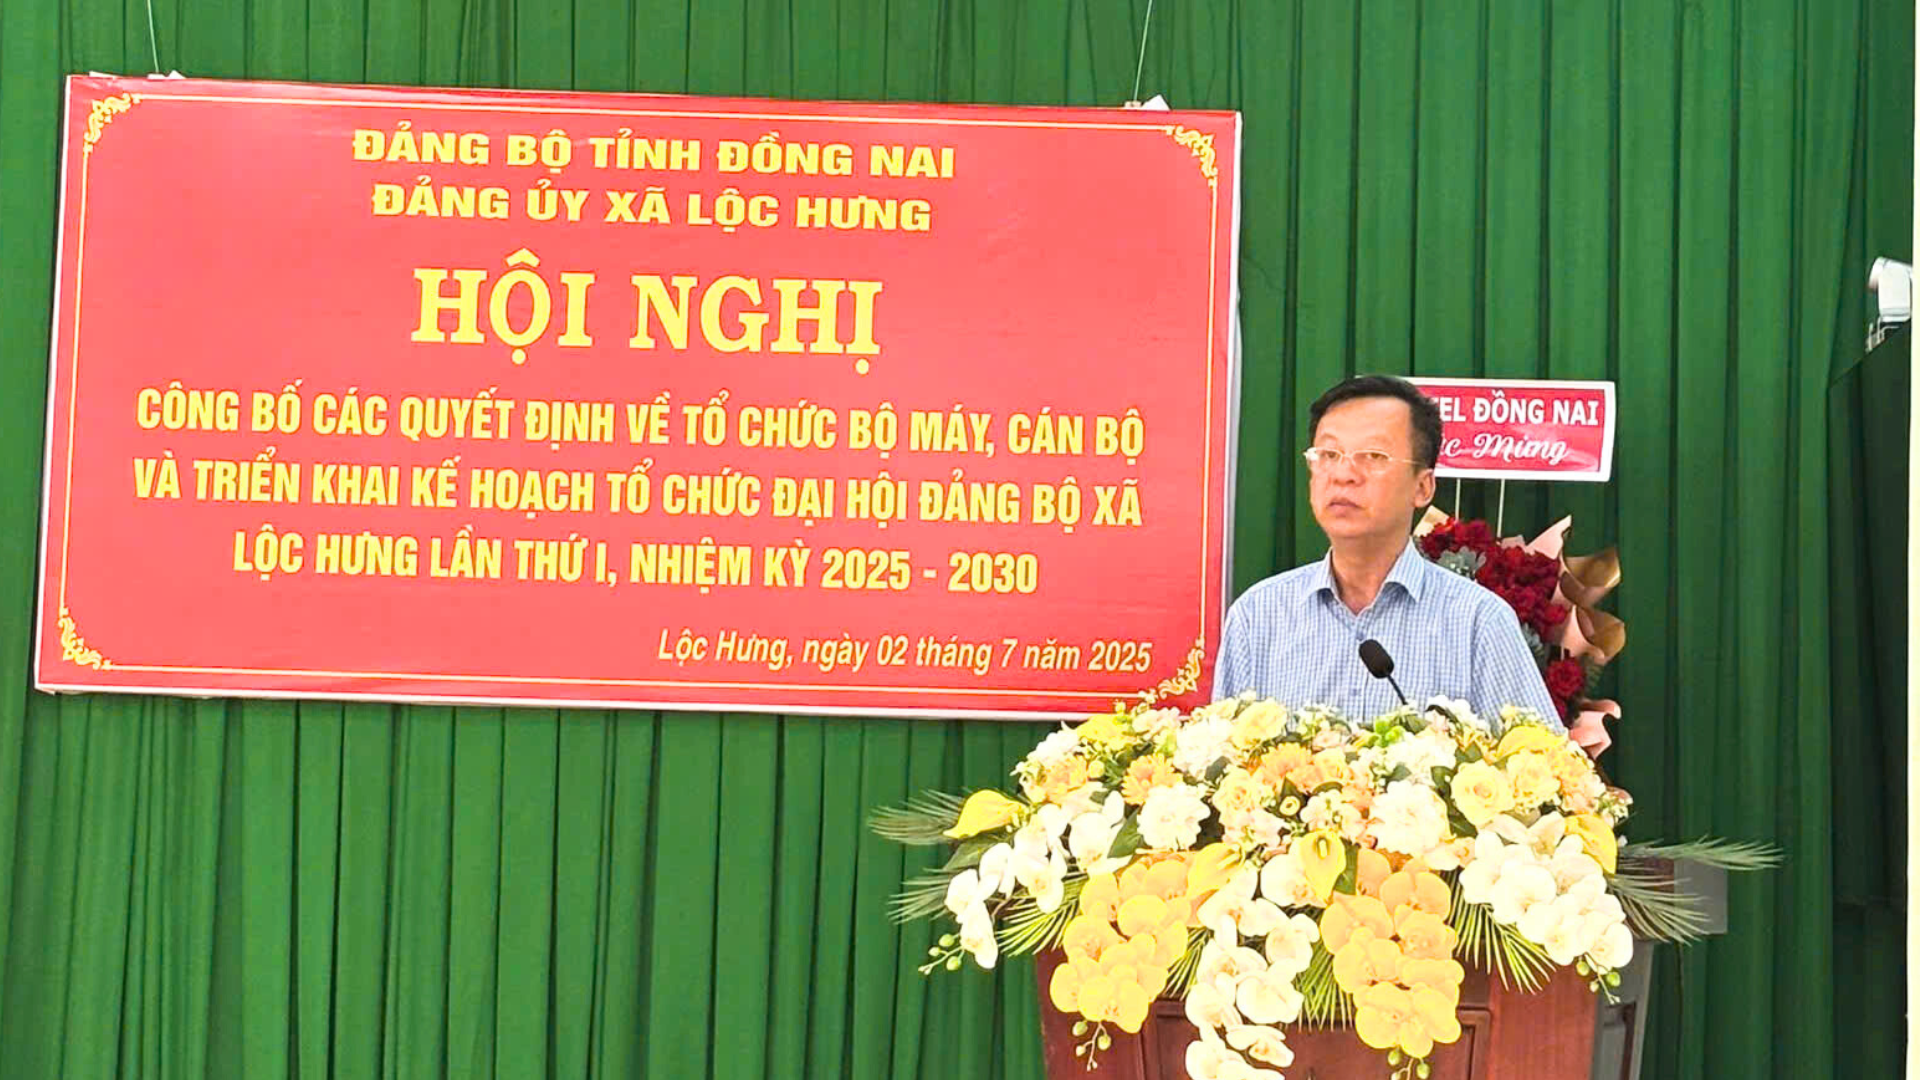 ĐẢNG BỘ TỈNH ĐỒNG NAI
ĐẢNG ỦY XÃ LỘC HƯNG
HỘI NGHỊ
CÔNG BỐ CÁC QUYẾT ĐỊNH VỀ TỔ CHỨC BỘ MÁY, CÁN BỘ
VÀ TRIỂN KHAI KẾ HOẠCH TỔ CHỨC ĐẠI HỘI ĐẢNG BỘ XÃ
LỘC HƯNG LẦN THỨ I, NHIỆM KỲ 2025 - 2030
Lộc Hưng, ngày 02 tháng 7 năm 2025
ĐỒNG NAI
Mừng